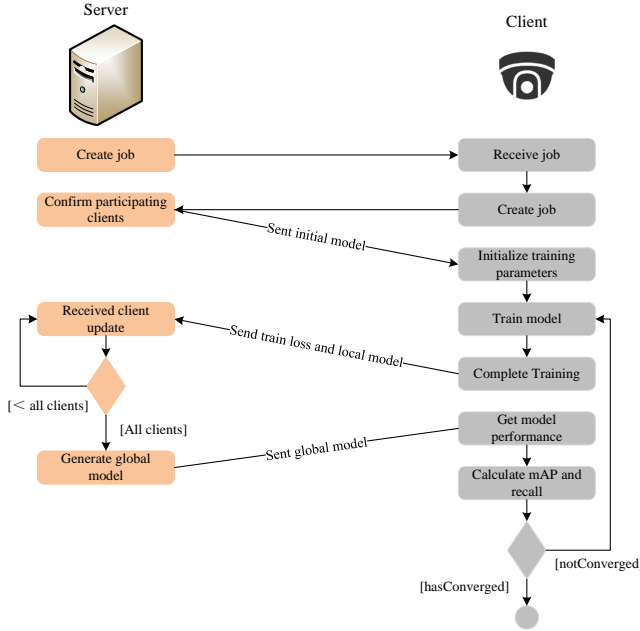 Server
Client
Create job
Receive job
Confirm participating
clients
Create job
Sent initial model
Initialize training
parameters
Received client
update
Train model
Send train loss and local model
Complete Training
[< all clients]
[All clients]
Get model
performance
Sent global model
Generate global
model
Calculate mAP and
recall
[notConverged]
[hasConverged]